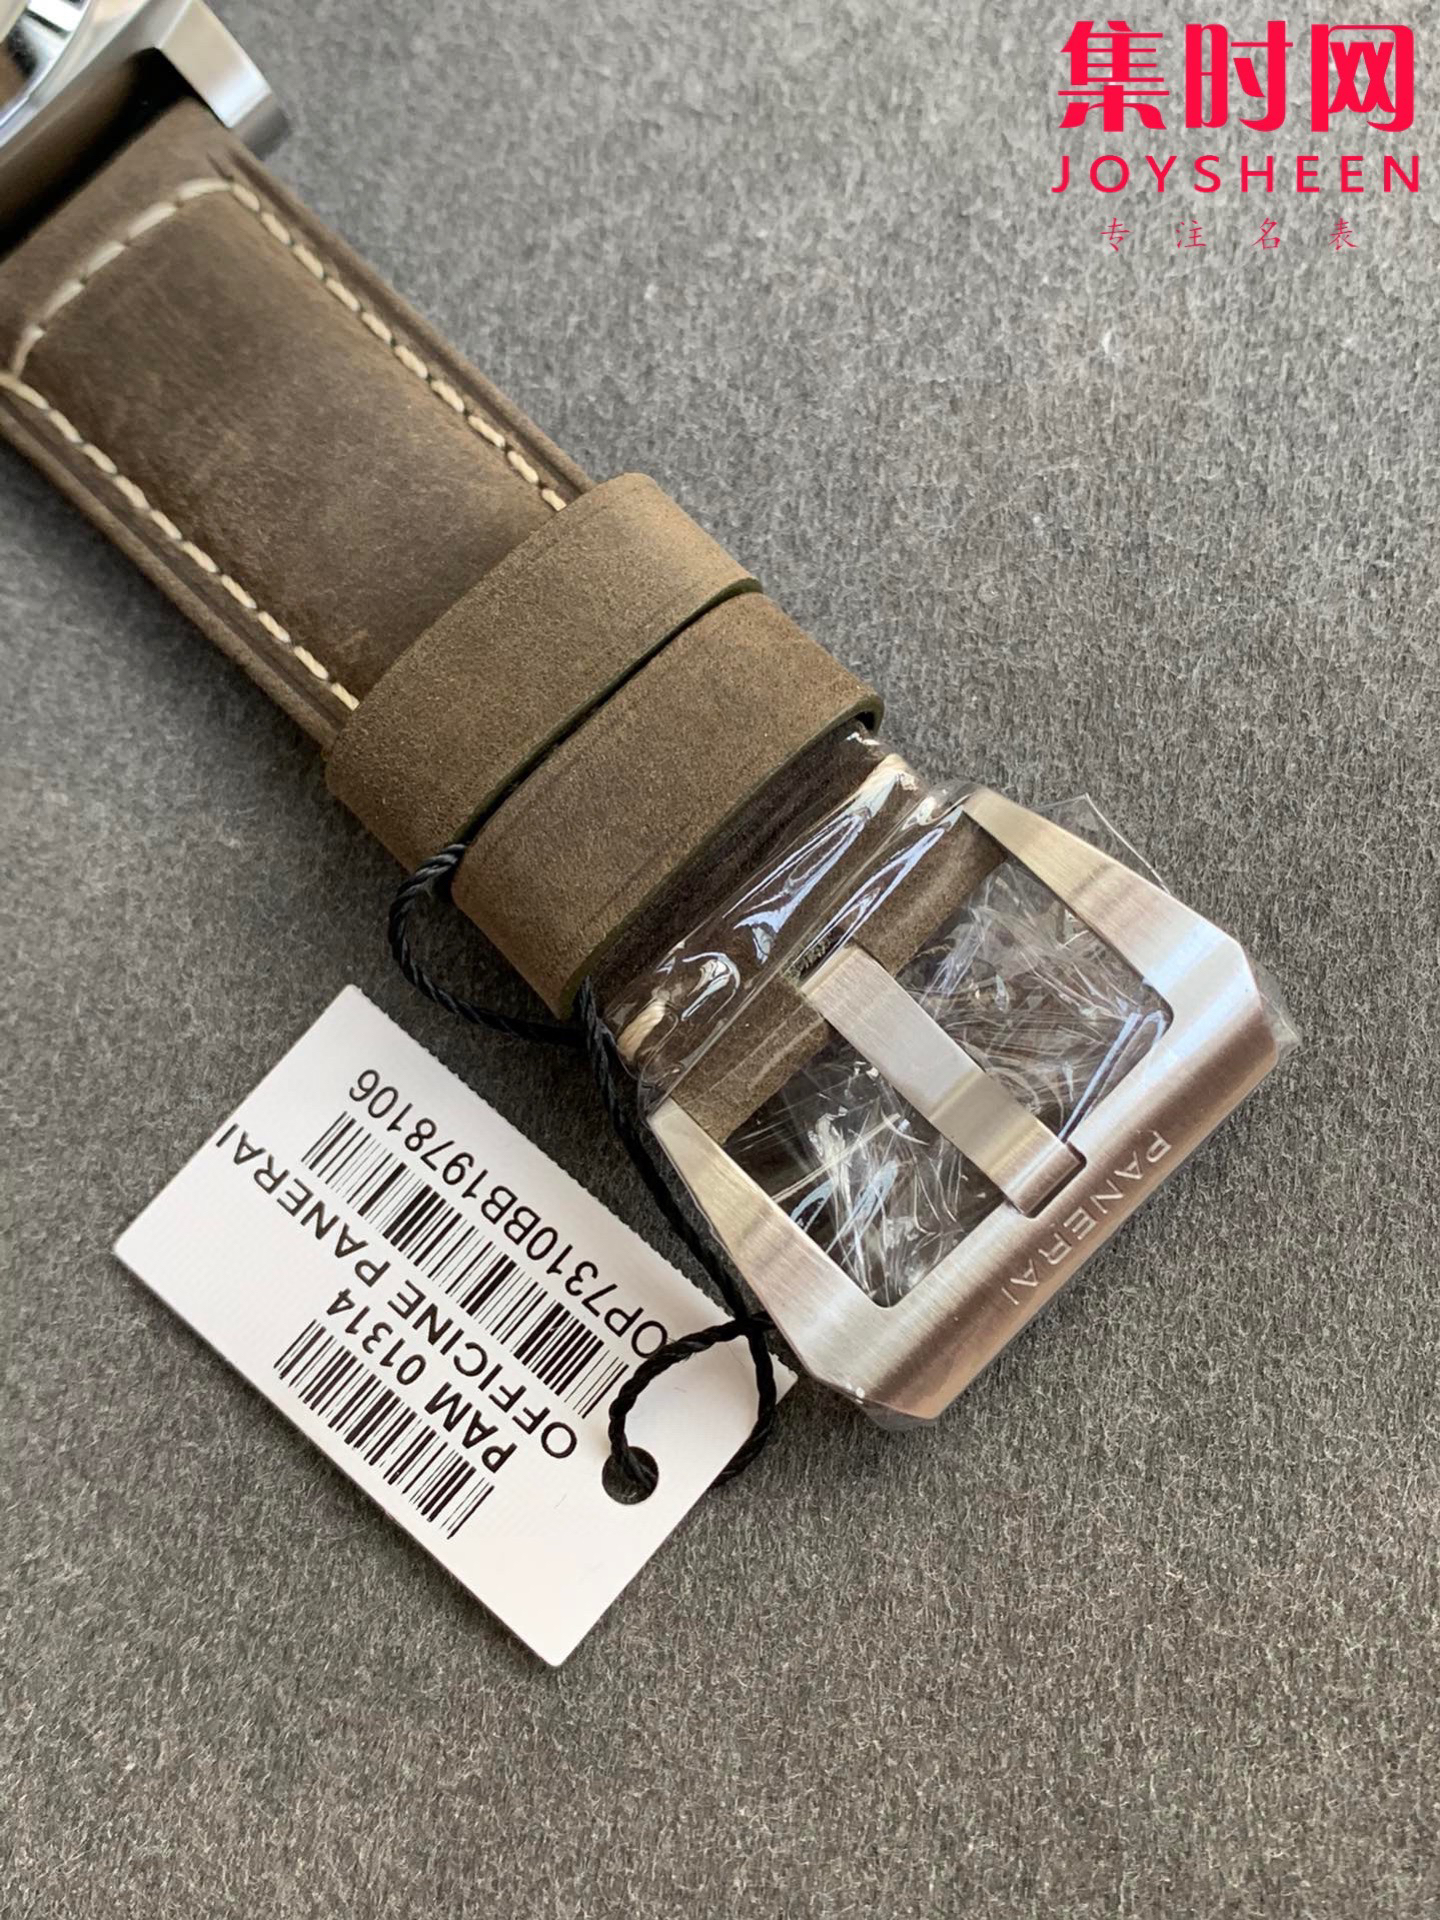 集时网
JOYSHEEN
专注名表
PANERAI
PAM 01314
OFFICINE PANERAI
OP7310BB1978106